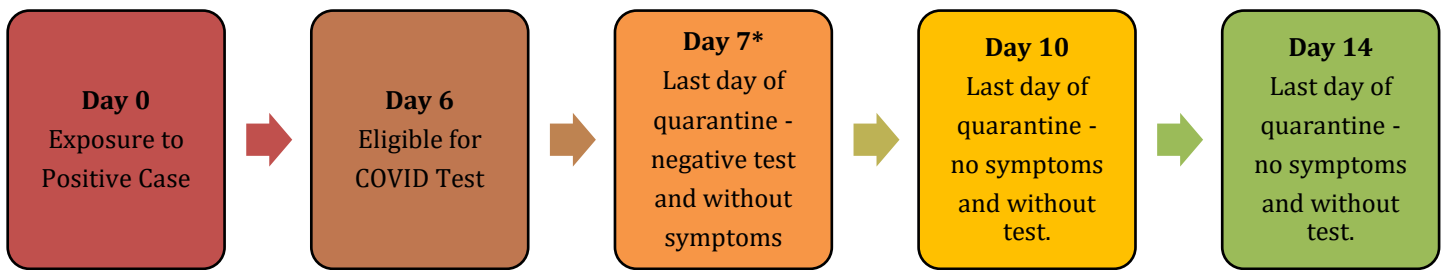 Day 0
Exposure to
Positive Case
Day 6
Eligible for
COVID Test
Day 7*
Last day of
quarantine -
negative test
and without
symptoms
Day 10
Last day of
quarantine -
no symptoms
and without
test.
Day 14
Last day of
quarantine -
no symptoms
and without
test.